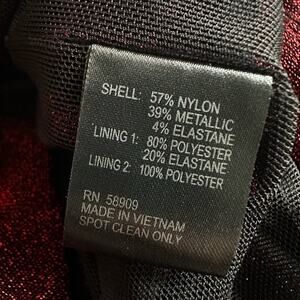 SHELL: 57% NYLON
39% METALLIC
4% ELASTANE
LINING 1: 80% POLYESTER
20% ELASTANE
LINING 2: 100% POLYESTER
RN 58909
MADE IN VIETNAM
SPOT CLEAN ONLY